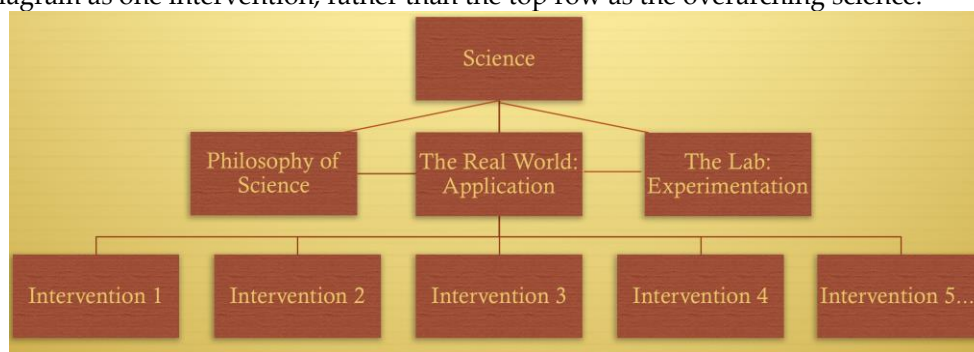 diagram as one intervention, rather than the top row as the overarching science.
Science
Philosophy of
Science
The Real World:
Application
The Lab:
Experimentation
Intervention 1
Intervention 2
Intervention 3
Intervention 4
Intervention 5...